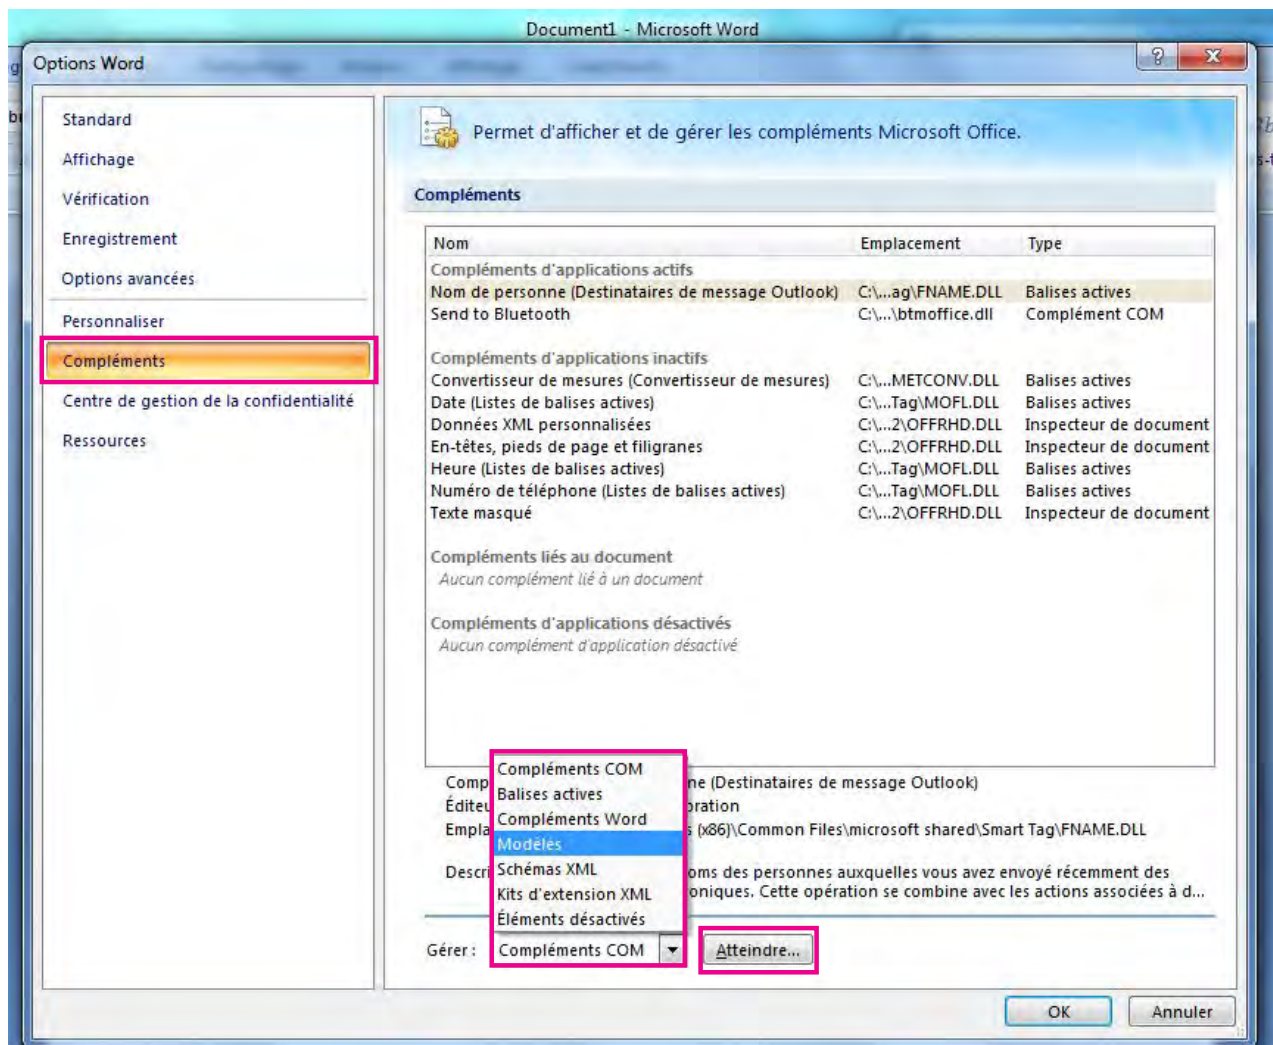 Document1 - Microsoft Word
Options Word
Standard
Affichage
Vérification
Enregistrement
Options avancées
Personnaliser
Compléments
Centre de gestion de la confidentialité
Ressources
Permet d'afficher et de gérer les compléments Microsoft Office.
Compléments
Nom Emplacement Type
Compléments d'applications actifs
Nom de personne (Destinataires de message Outlook) C:\...ag\FNAME.DLL Balises actives
Send to Bluetooth C:\...\btmoffice.dll Complément COM
Compléments d'applications inactifs
Convertisseur de mesures (Convertisseur de mesures) C:\...METCONV.DLL Balises actives
Date (Listes de balises actives) C:\...Tag\MOFL.DLL Balises actives
Données XML personnalisées C:\...2\OFFRHD.DLL Inspecteur de document
En-têtes, pieds de page et filigranes C:\...2\OFFRHD.DLL Inspecteur de document
Heure (Listes de balises actives) C:\...Tag\MOFL.DLL Balises actives
Numéro de téléphone (Listes de balises actives) C:\...Tag\MOFL.DLL Balises actives
Texte masqué C:\...2\OFFRHD.DLL Inspecteur de document
Compléments liés au document
Aucun complément lié à un document
Compléments d'applications désactivés
Aucun complément d'application désactivé
Compléments COM
Balises actives
Compléments Word
Modèles
Schémas XML
Kits d'extension XML
Éléments désactivés
(Destinataires de message Outlook)
(x86)\Common Files\microsoft shared\Smart Tag\FNAME.DLL
des personnes auxquelles vous avez envoyé récemment des
Cette opération se combine avec les actions associées à d...
Gérer : Compléments COM Atteindre...
OK Annuler